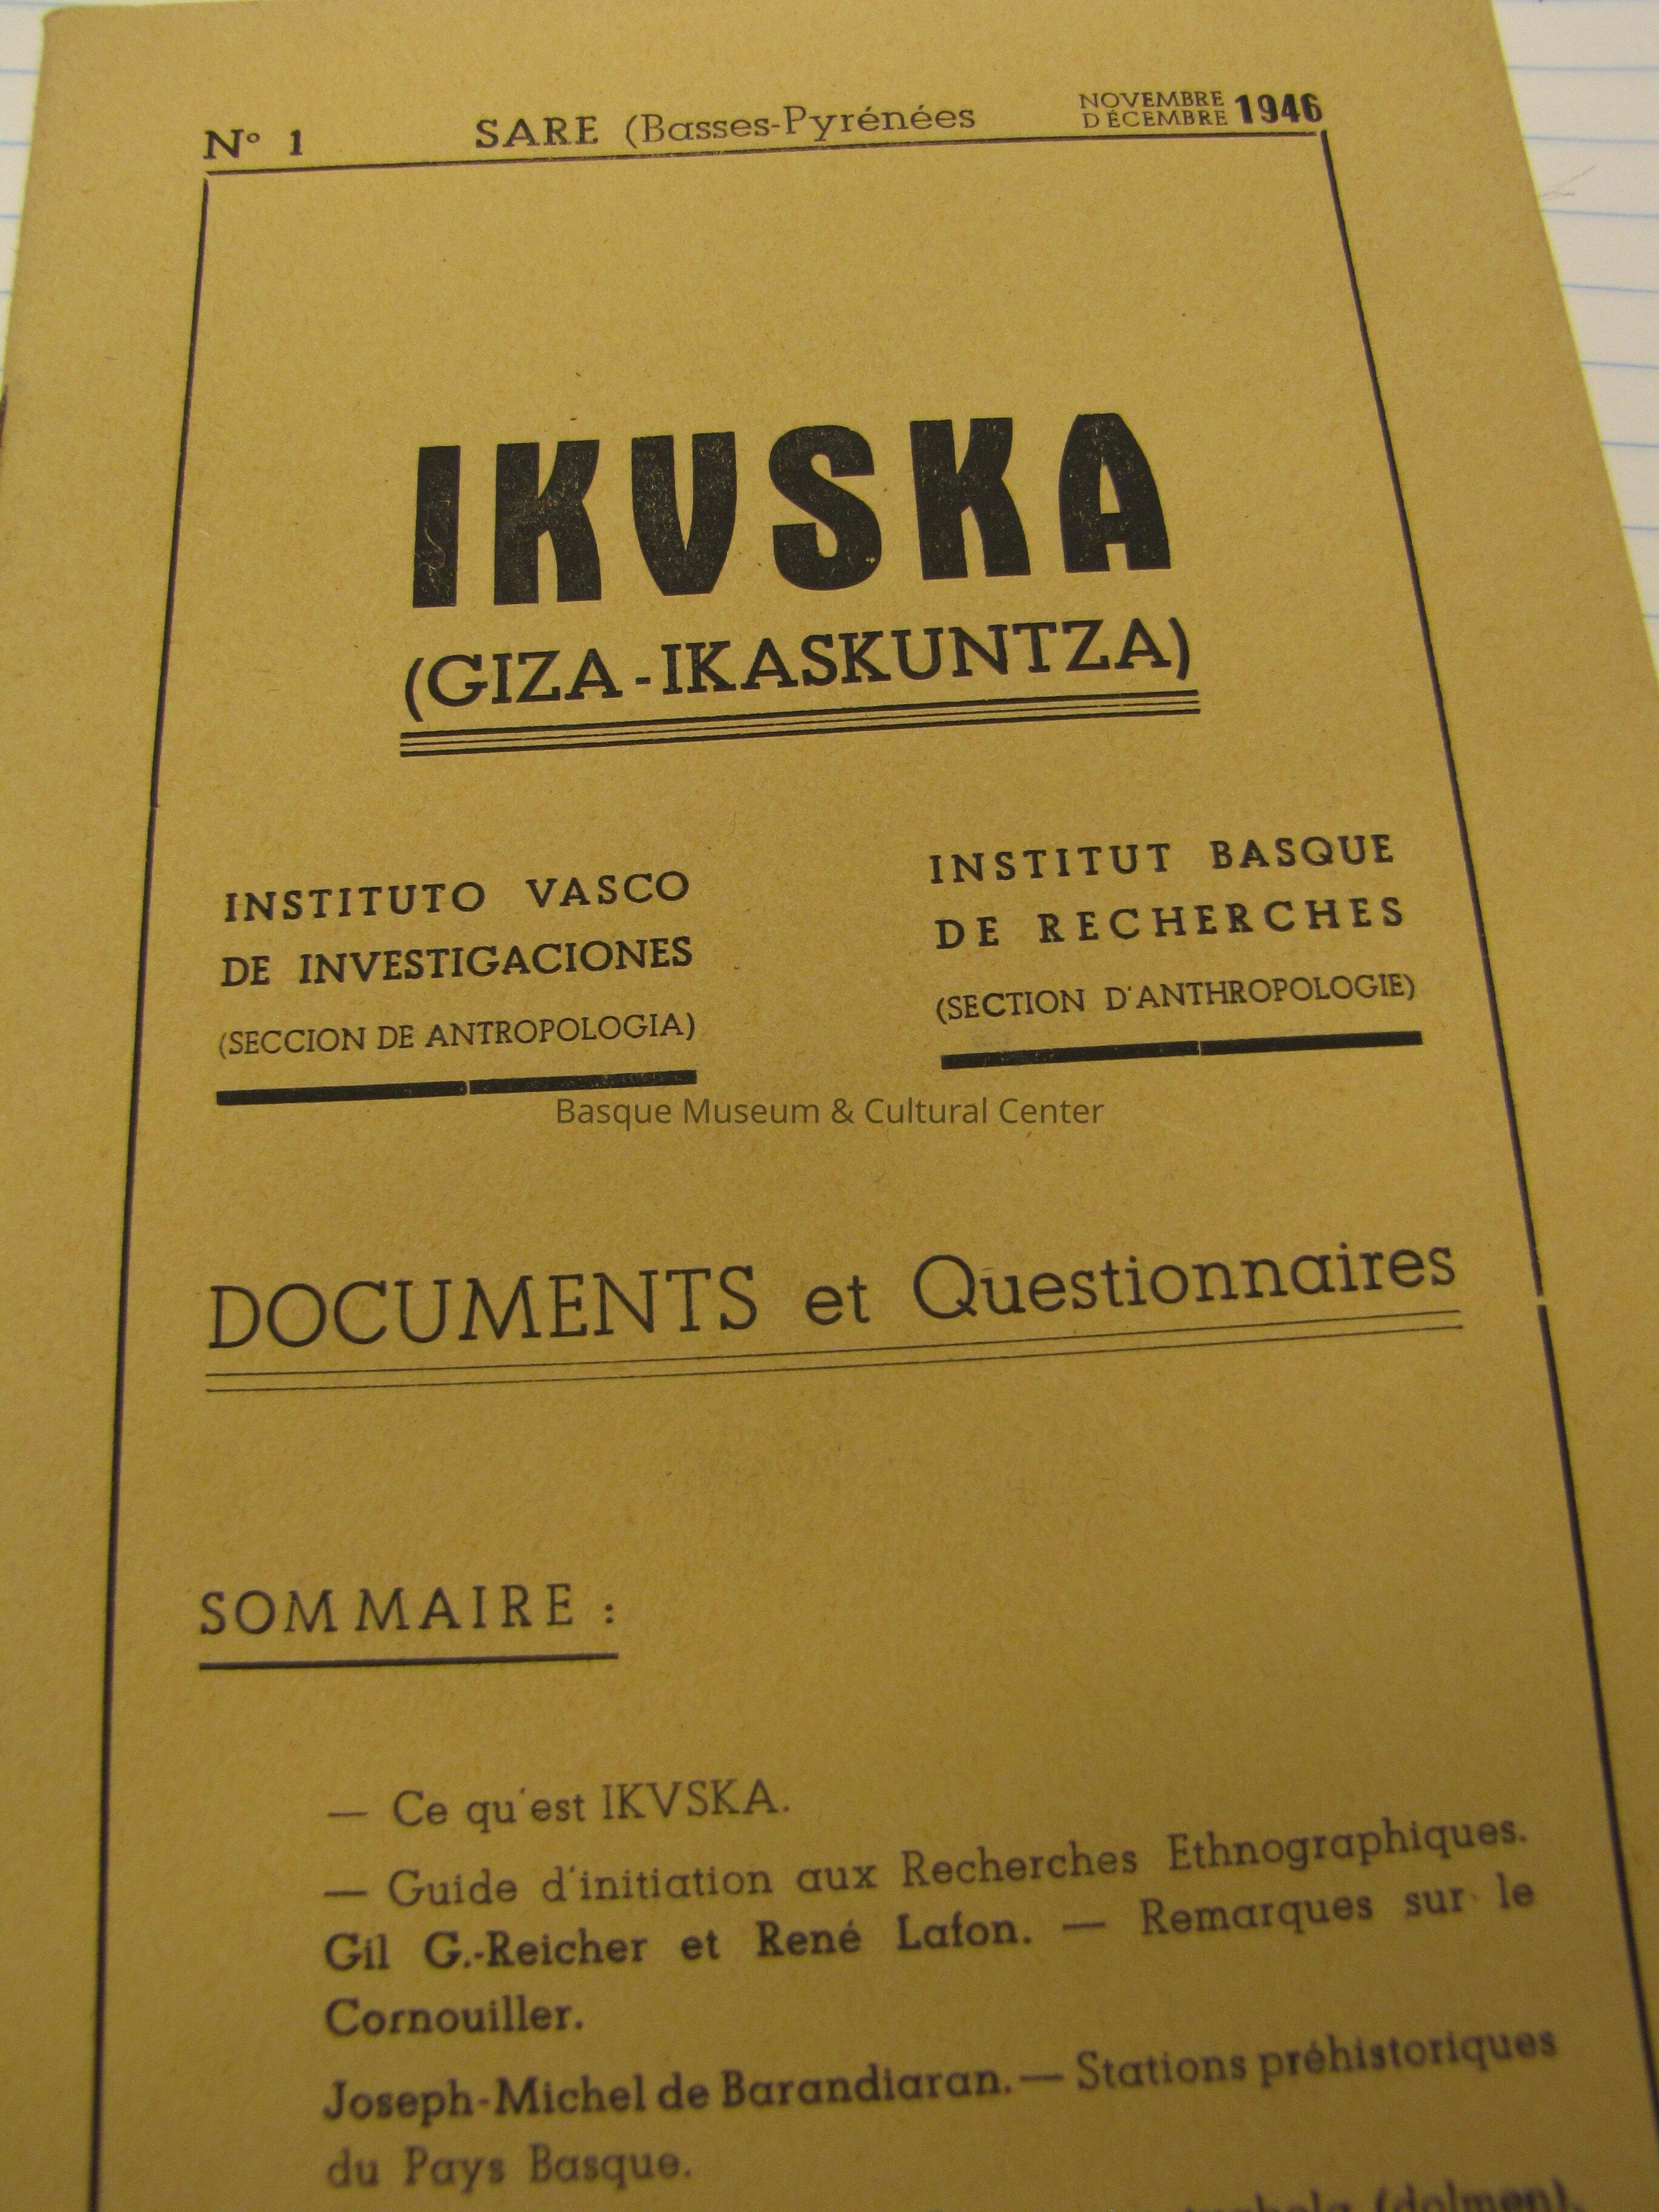 Nº 1 SARE (Basses-Pyrénées NOVEMBRE DÉCEMBRE 1946
IKVSKA
(GIZA-IKASKUNTZA)
INSTITUTO VASCO
DE INVESTIGACIONES
(SECCION DE ANTROPOLOGIA)
INSTITUT BASQUE
DE RECHERCHES
(SECTION D'ANTHROPOLOGIE)
Basque Museum & Cultural Center
DOCUMENTS et Questionnaires
SOMMAIRE :
— Ce qu'est IKVSKA.
— Guide d'initiation aux Recherches Ethnographiques.
Gil G.-Reicher et René Lafon. — Remarques sur le
Cornouiller.
Joseph-Michel de Barandiaran. — Stations préhistoriques
du Pays Basque.
(dolmen).